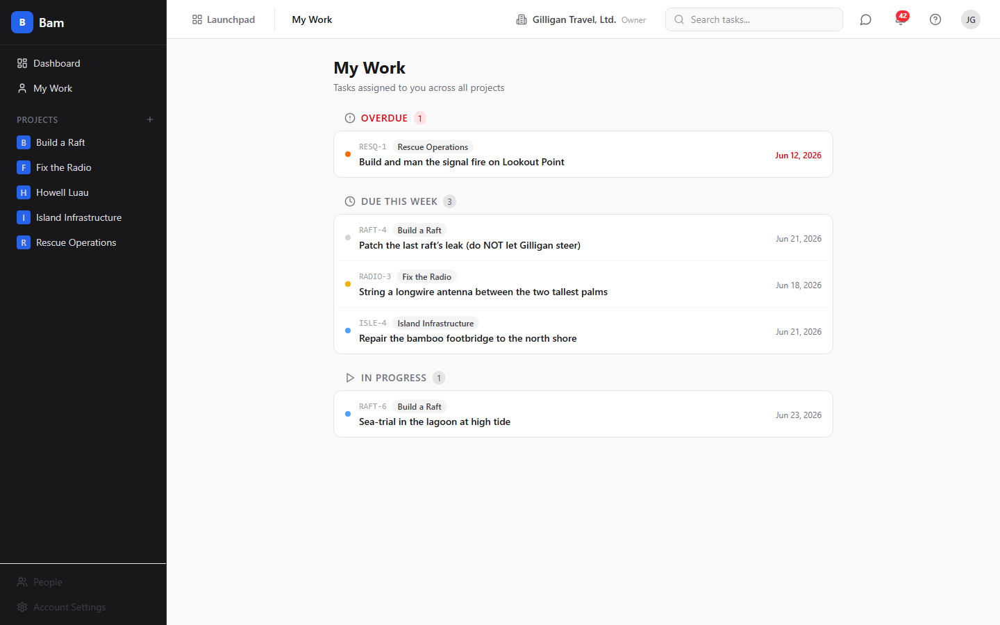 B Bam
Dashboard
My Work
PROJECTS
B Build a Raft
F Fix the Radio
H Howell Luau
I Island Infrastructure
R Rescue Operations
People
Account Settings
Launchpad
My Work
Gilligan Travel, Ltd. Owner
Search tasks...
42
JG
My Work
Tasks assigned to you across all projects
OVERDUE 1
RESQ-1 Rescue Operations
Build and man the signal fire on Lookout Point
Jun 12, 2026
DUE THIS WEEK 3
RAFT-4 Build a Raft
Patch the last raft’s leak (do NOT let Gilligan steer)
Jun 21, 2026
RADIO-3 Fix the Radio
String a longwire antenna between the two tallest palms
Jun 18, 2026
ISLE-4 Island Infrastructure
Repair the bamboo footbridge to the north shore
Jun 21, 2026
IN PROGRESS 1
RAFT-6 Build a Raft
Sea-trial in the lagoon at high tide
Jun 23, 2026